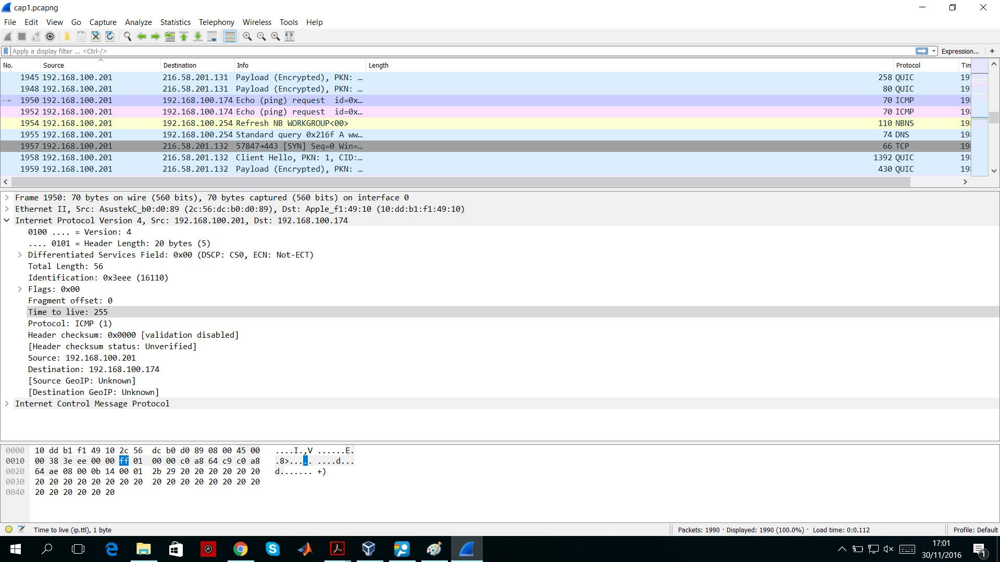 cap1.pcapng
File Edit View Go Capture Analyze Statistics Telephony Wireless Tools Help
Apply a display filter ... <Ctrl-/> Expression... +
No. Source Destination Info Length Protocol Tim
1945 192.168.100.201 216.58.201.131 Payload (Encrypted), PKN: … 258 QUIC 197
1948 192.168.100.201 216.58.201.131 Payload (Encrypted), PKN: … 80 QUIC 197
1950 192.168.100.201 192.168.100.174 Echo (ping) request id=0x… 70 ICMP 198
1952 192.168.100.201 192.168.100.174 Echo (ping) request id=0x… 70 ICMP 198
1954 192.168.100.201 192.168.100.254 Refresh NB WORKGROUP<00> 110 NBNS 198
1955 192.168.100.201 192.168.100.254 Standard query 0x216f A ww… 74 DNS 198
1957 192.168.100.201 216.58.201.132 57847→443 [SYN] Seq=0 Win=… 66 TCP 198
1958 192.168.100.201 216.58.201.132 Client Hello, PKN: 1, CID:… 1392 QUIC 198
1959 192.168.100.201 216.58.201.132 Payload (Encrypted), PKN: … 430 QUIC 198
Frame 1950: 70 bytes on wire (560 bits), 70 bytes captured (560 bits) on interface 0
Ethernet II, Src: AsustekC_b0:d0:89 (2c:56:dc:b0:d0:89), Dst: Apple_f1:49:10 (10:dd:b1:f1:49:10)
Internet Protocol Version 4, Src: 192.168.100.201, Dst: 192.168.100.174
0100 .... = Version: 4
.... 0101 = Header Length: 20 bytes (5)
Differentiated Services Field: 0x00 (DSCP: CS0, ECN: Not-ECT)
Total Length: 56
Identification: 0x3eee (16110)
Flags: 0x00
Fragment offset: 0
Time to live: 255
Protocol: ICMP (1)
Header checksum: 0x0000 [validation disabled]
[Header checksum status: Unverified]
Source: 192.168.100.201
Destination: 192.168.100.174
[Source GeoIP: Unknown]
[Destination GeoIP: Unknown]
Internet Control Message Protocol
0000 10 dd b1 f1 49 10 2c 56 dc b0 d0 89 08 00 45 00 ....I.,V ......E.
0010 00 38 3e ee 00 00 ff 01 00 00 c0 a8 64 c9 c0 a8 .8>..... ....d...
0020 64 ae 08 00 0b 14 00 01 2b 29 20 20 20 20 20 20 d....... +)
0030 20 20 20 20 20 20 20 20 20 20 20 20 20 20 20 20
0040 20 20 20 20 20 20
Time to live (ip.ttl), 1 byte Packets: 1990 · Displayed: 1990 (100.0%) · Load time: 0:0.112 Profile: Default
17:01
30/11/2016
1